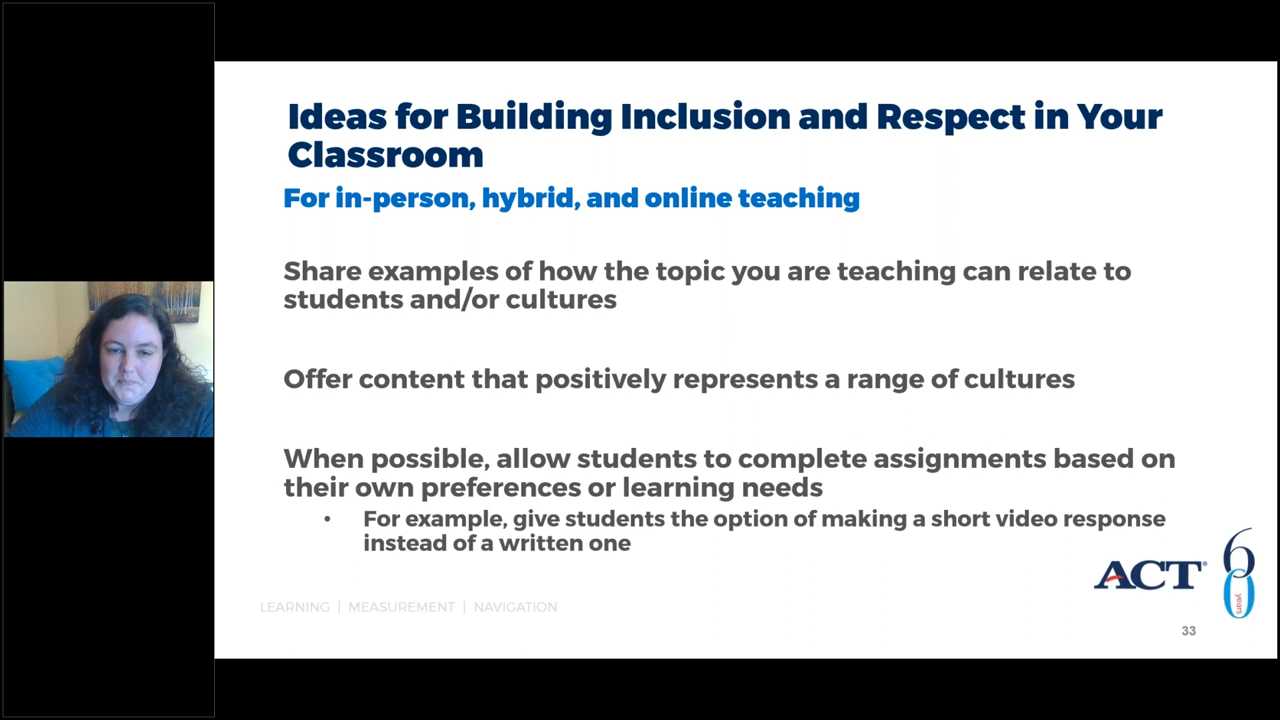 Ideas for Building Inclusion and Respect in Your
Classroom
For in-person, hybrid, and online teaching
Share examples of how the topic you are teaching can relate to
students and/or cultures
Offer content that positively represents a range of cultures
When possible, allow students to complete assignments based on
their own preferences or learning needs
• For example, give students the option of making a short video response
instead of a written one
ACT®
60
years
LEARNING | MEASUREMENT | NAVIGATION
33